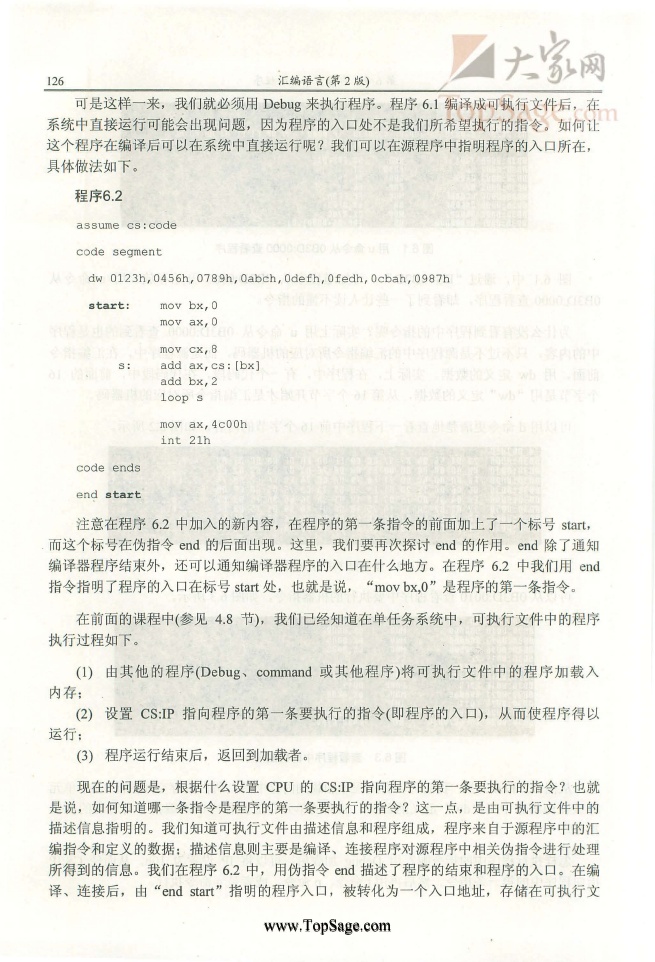 大家网
TopSage.com
126
汇编语言(第 2 版)
可是这样一来，我们就必须用 Debug 来执行程序。程序 6.1 编译成可执行文件后，在
系统中直接运行可能会出现问题，因为程序的入口处不是我们所希望执行的指令。如何让
这个程序在编译后可以在系统中直接运行呢？我们可以在源程序中指明程序的入口所在，
具体做法如下。
程序6.2
assume cs:code
code segment
dw 0123h,0456h,0789h,0abch,0defh,0fedh,0cbah,0987h
start: mov bx,0
mov ax,0
mov cx,8
s: add ax,cs:[bx]
add bx,2
loop s
mov ax,4c00h
int 21h
code ends
end start
注意在程序 6.2 中加入的新内容，在程序的第一条指令的前面加上了一个标号 start，
而这个标号在伪指令 end 的后面出现。这里，我们要再次探讨 end 的作用。end 除了通知
编译器程序结束外，还可以通知编译器程序的入口在什么地方。在程序 6.2 中我们用 end
指令指明了程序的入口在标号 start 处，也就是说，“mov bx,0”是程序的第一条指令。
在前面的课程中(参见 4.8 节)，我们已经知道在单任务系统中，可执行文件中的程序
执行过程如下。
(1) 由其他的程序(Debug、command 或其他程序)将可执行文件中的程序加载入
内存；
(2) 设置 CS:IP 指向程序的第一条要执行的指令(即程序的入口)，从而使程序得以
运行；
(3) 程序运行结束后，返回到加载者。
现在的问题是，根据什么设置 CPU 的 CS:IP 指向程序的第一条要执行的指令？也就
是说，如何知道哪一条指令是程序的第一条要执行的指令？这一点，是由可执行文件中的
描述信息指明的。我们知道可执行文件由描述信息和程序组成，程序来自于源程序中的汇
编指令和定义的数据；描述信息则主要是编译、连接程序对源程序中相关伪指令进行处理
所得到的信息。我们在程序 6.2 中，用伪指令 end 描述了程序的结束和程序的入口。在编
译、连接后，由“end start”指明的程序入口，被转化为一个入口地址，存储在可执行文
www.TopSage.com